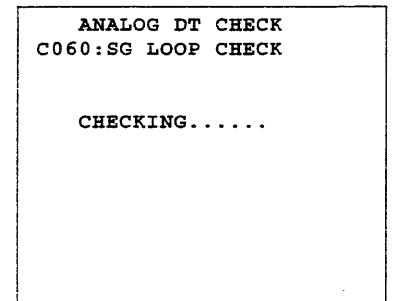 ANALOG DT CHECK
C060:SG LOOP CHECK
CHECKING......